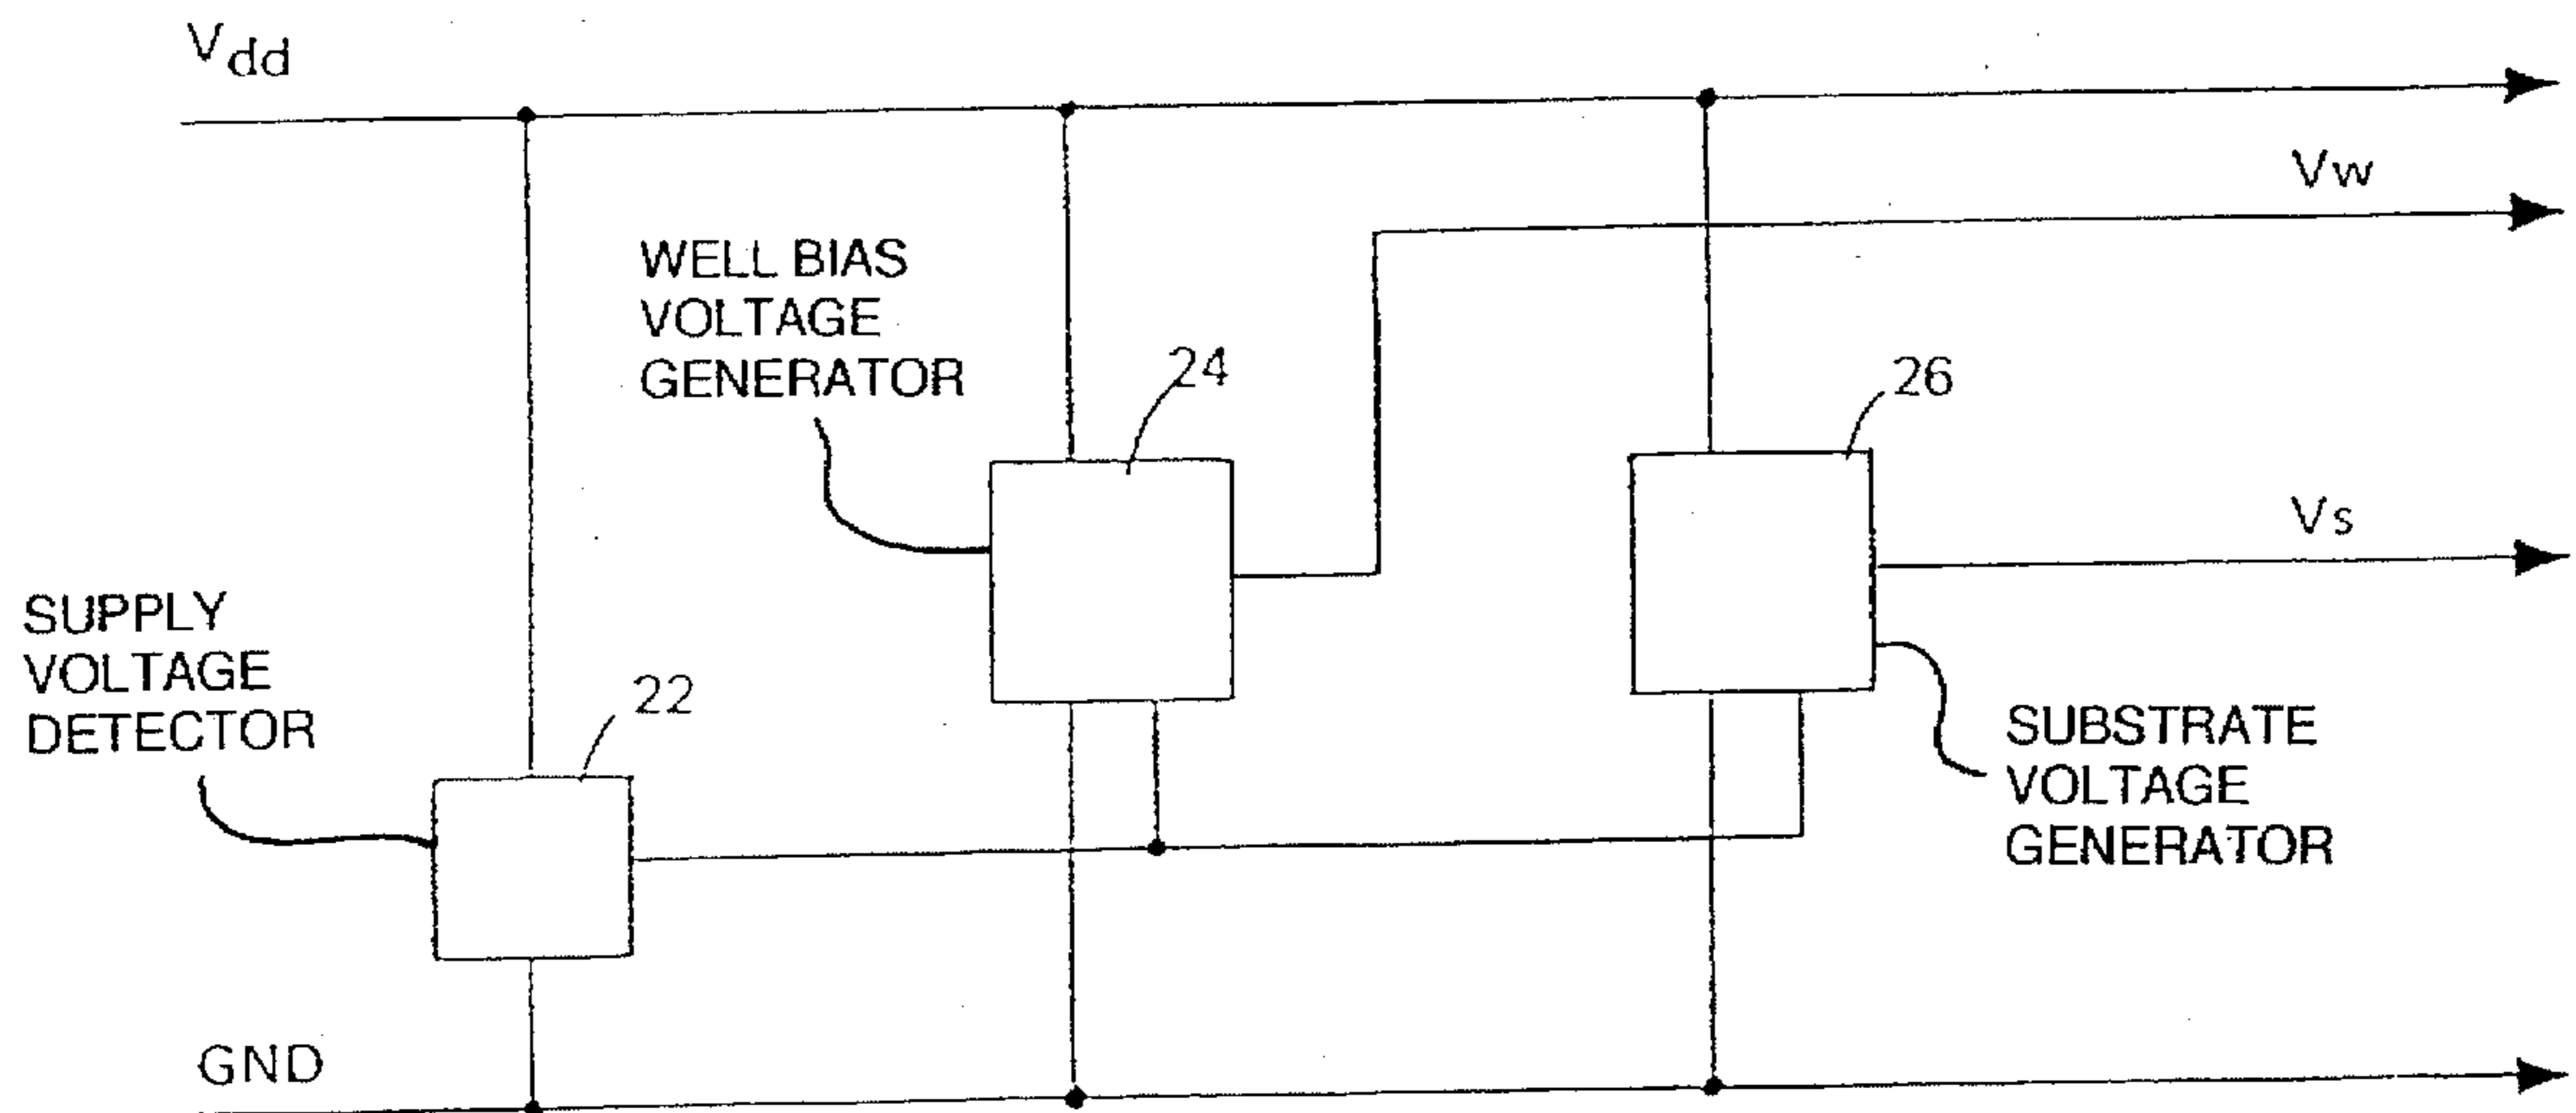 Vdd
Vw
WELL BIAS
VOLTAGE
GENERATOR
24
26
Vs
SUPPLY
VOLTAGE
DETECTOR
22
SUBSTRATE
VOLTAGE
GENERATOR
GND